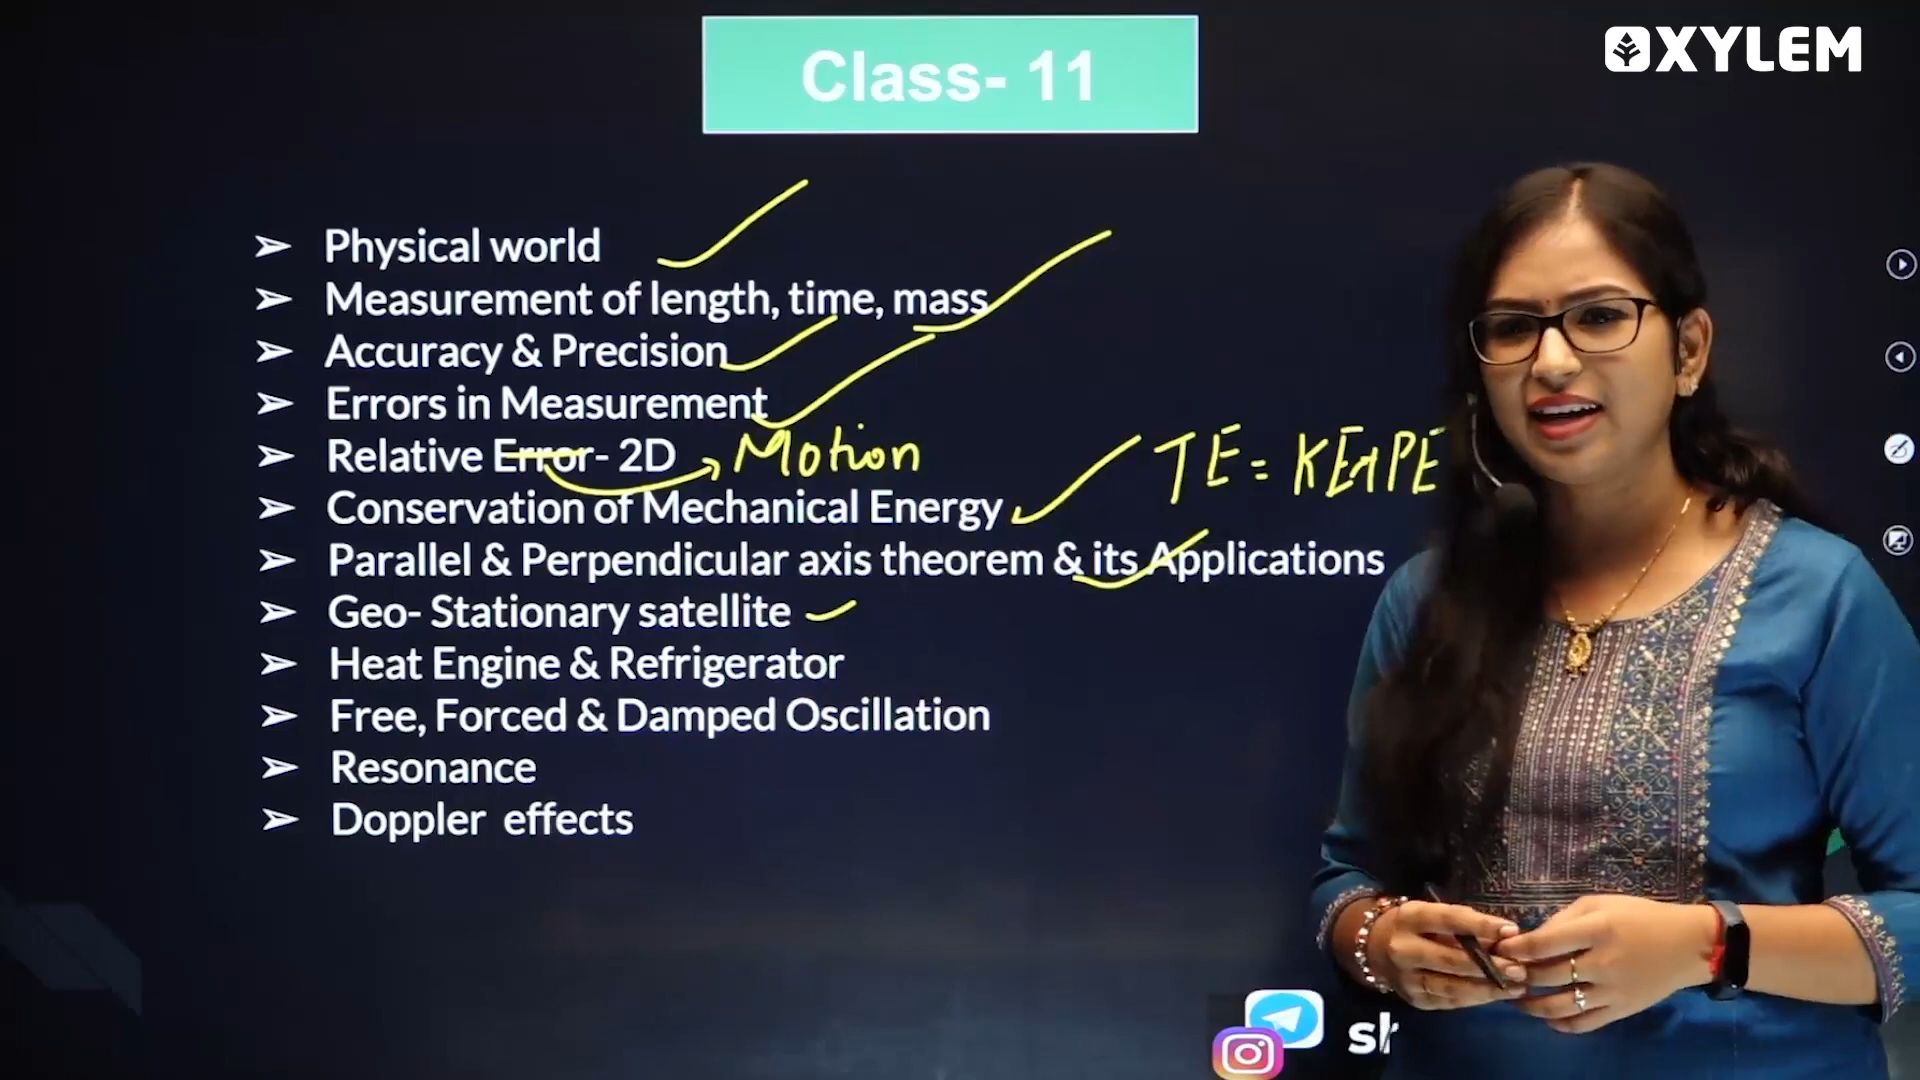 Class- 11
OXYLEM
Physical world
Measurement of length, time, mass
Accuracy & Precision
Errors in Measurement
Relative Error- 2D
Motion
Conservation of Mechanical Energy
TE = KE+PE
Parallel & Perpendicular axis theorem & its Applications
Geo- Stationary satellite
Heat Engine & Refrigerator
Free, Forced & Damped Oscillation
Resonance
Doppler effects